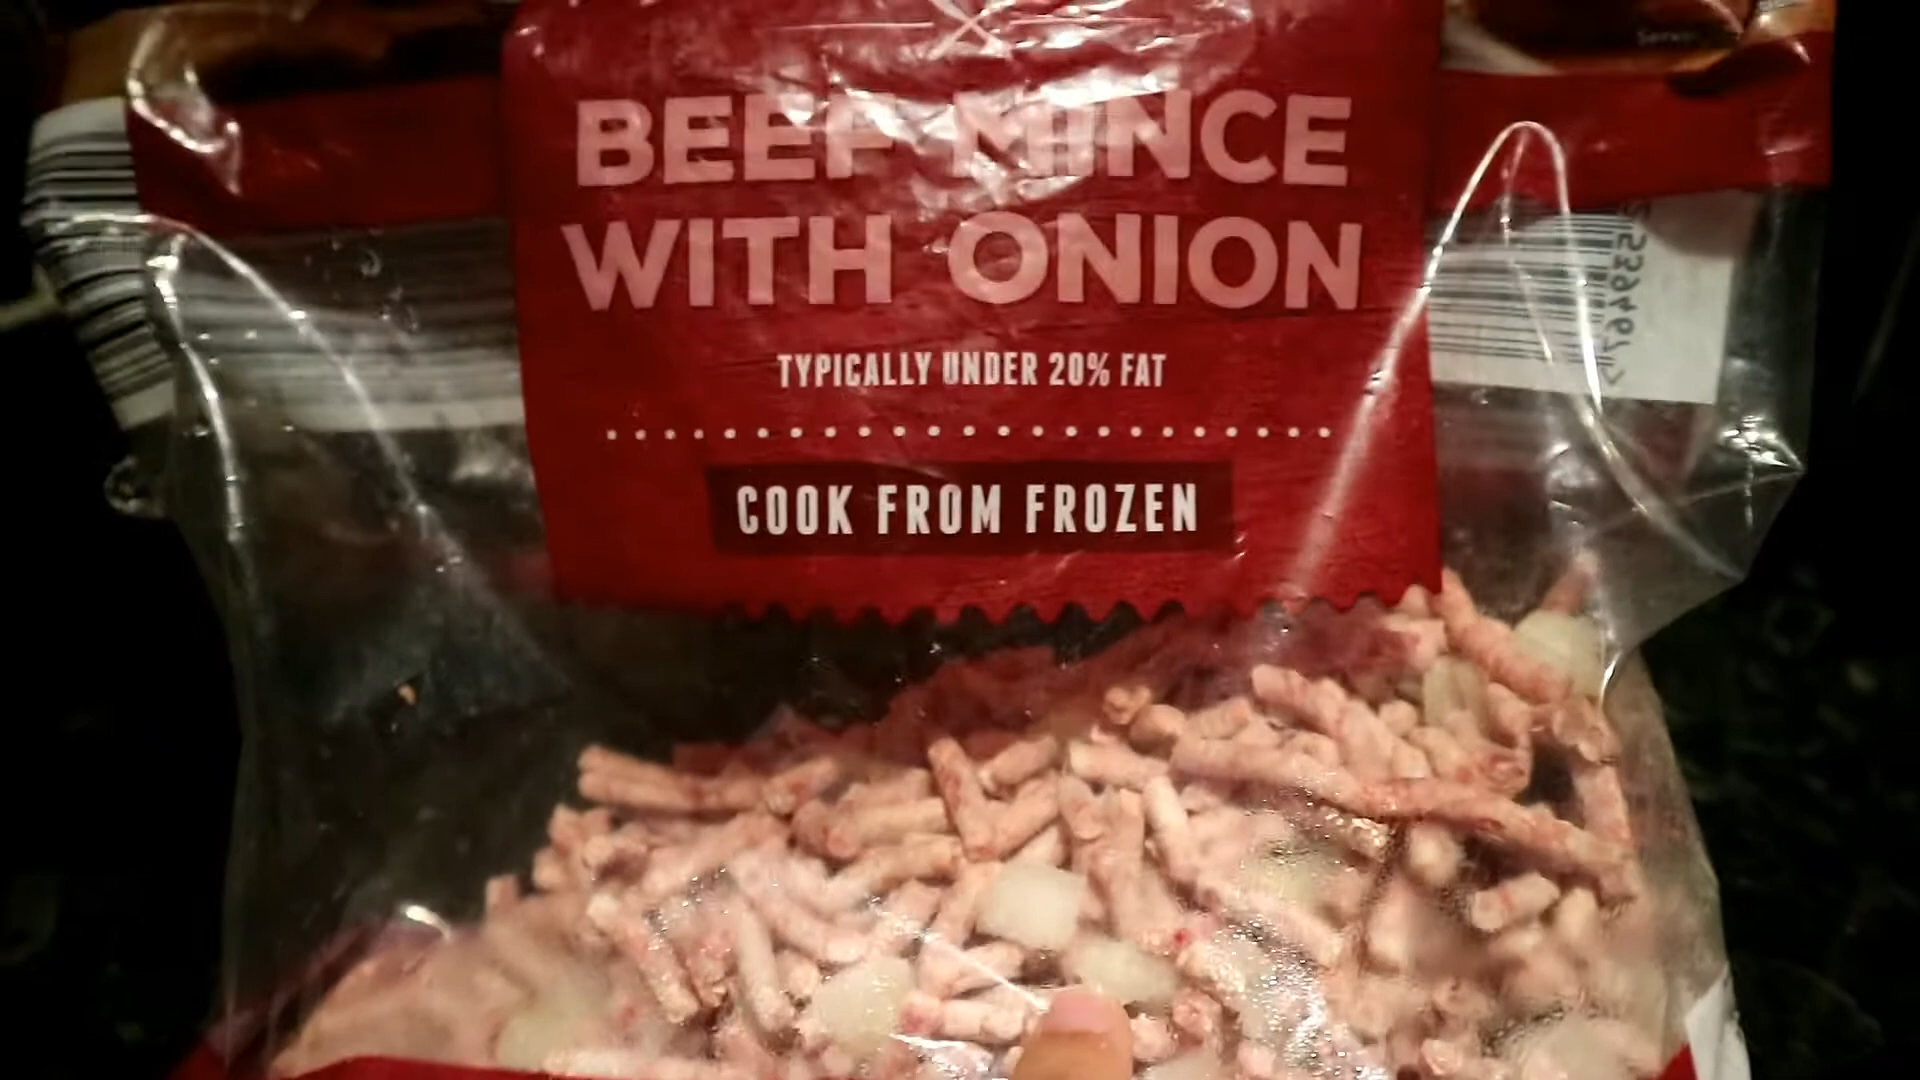 BEEF MINCE
WITH ONION
TYPICALLY UNDER 20% FAT
COOK FROM FROZEN